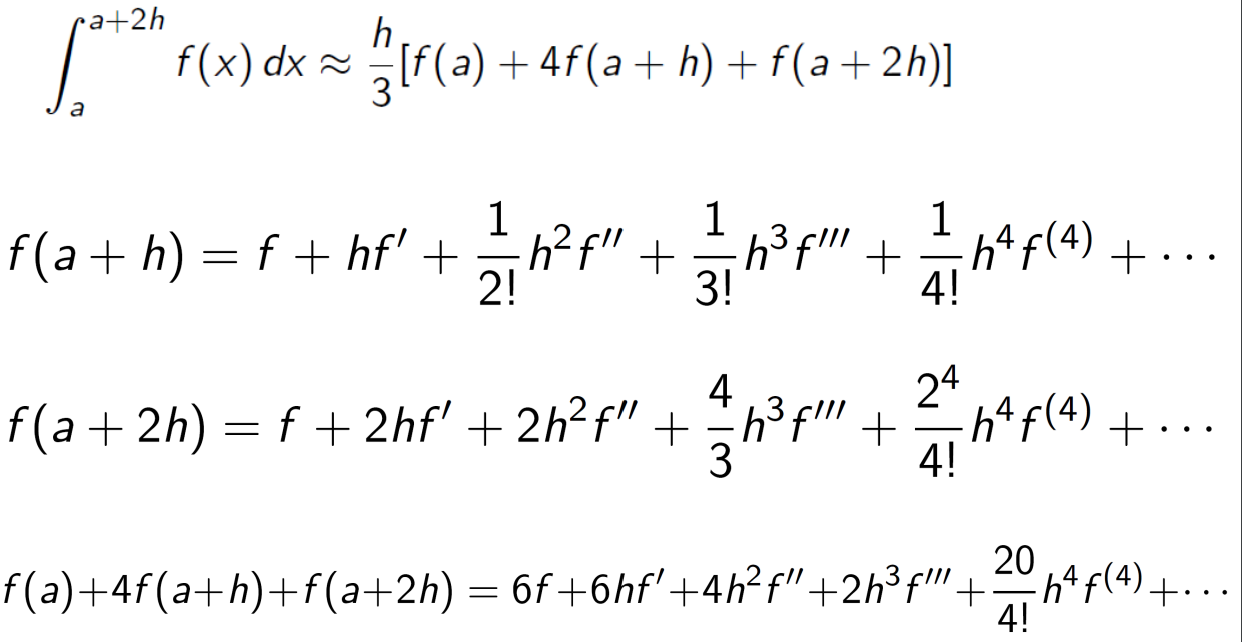 ∫ₐᵃ⁺²ʰ f(x) dx ≈ h/3 [f(a) + 4f(a + h) + f(a + 2h)]
f(a + h) = f + hf′ + 1/2! h²f″ + 1/3! h³f‴ + 1/4! h⁴f⁽⁴⁾ + ···
f(a + 2h) = f + 2hf′ + 2h²f″ + 4/3 h³f‴ + 2⁴/4! h⁴f⁽⁴⁾ + ···
f(a)+4f(a+h)+f(a+2h) = 6f+6hf′+4h²f″+2h³f‴+ 20/4! h⁴f⁽⁴⁾+···